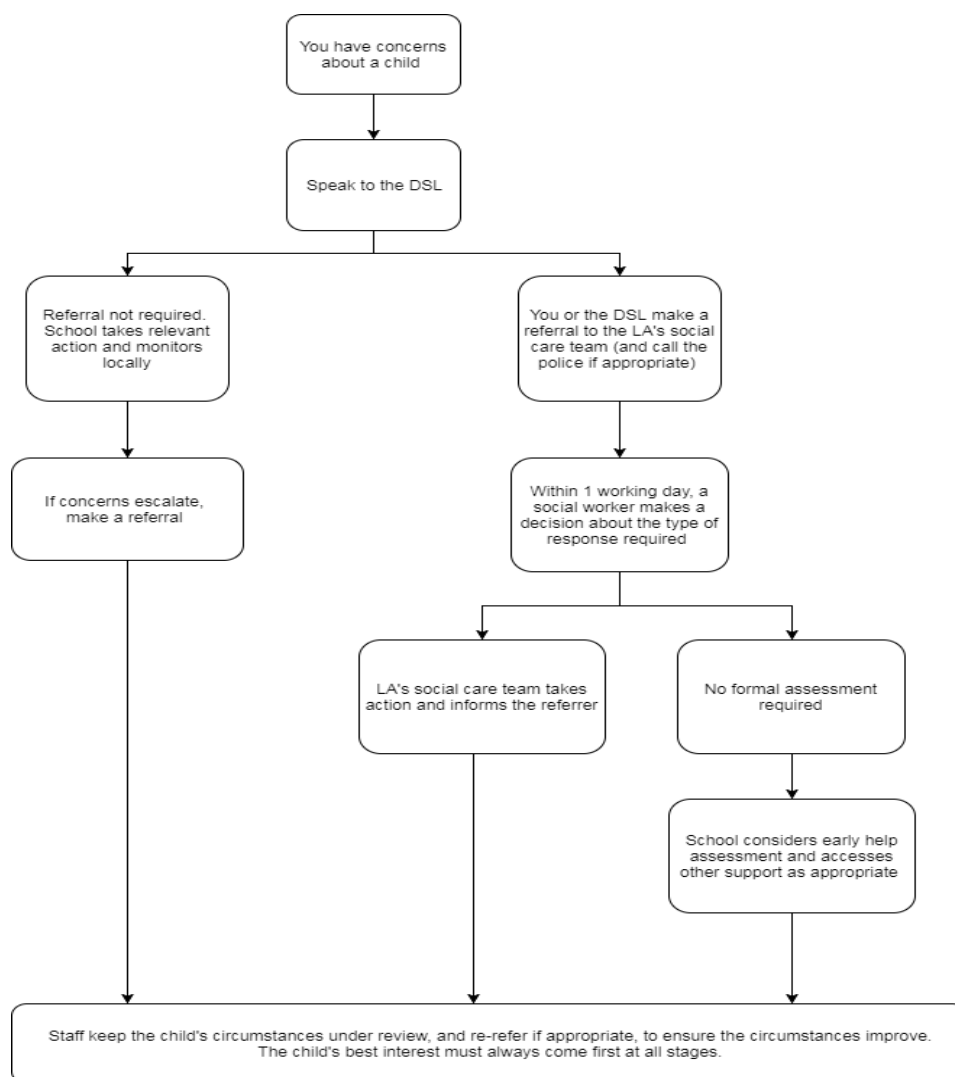 You have concerns
about a child
Speak to the DSL
Referral not required.
School takes relevant
action and monitors
locally
You or the DSL make a
referral to the LA's social
care team (and call the
police if appropriate)
If concerns escalate,
make a referral
Within 1 working day, a
social worker makes a
decision about the type of
response required
LA's social care team takes
action and informs the referrer
No formal assessment
required
School considers early help
assessment and accesses
other support as appropriate
Staff keep the child's circumstances under review, and re-refer if appropriate, to ensure the circumstances improve.
The child's best interest must always come first at all stages.